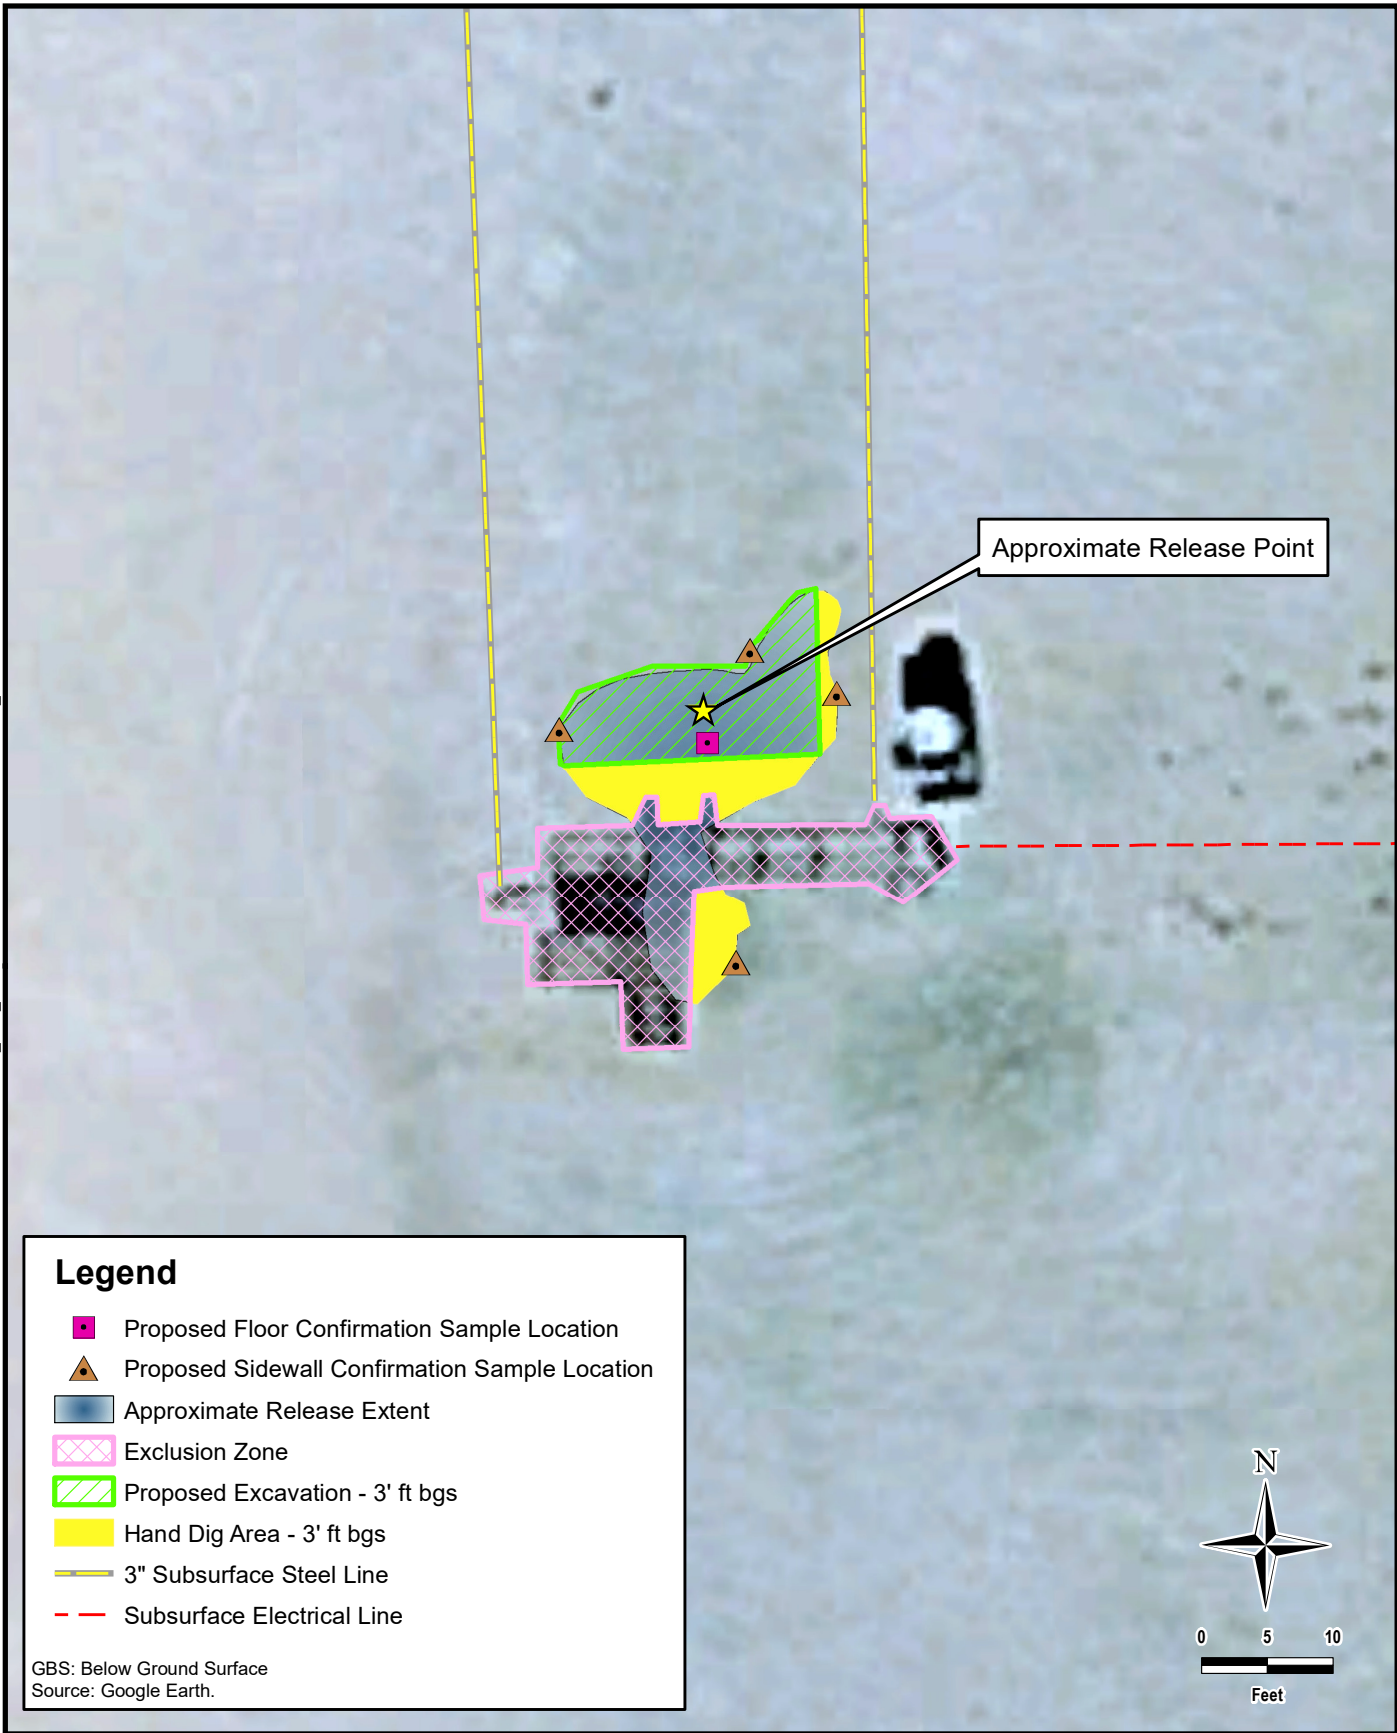 Approximate Release Point
Legend
Proposed Floor Confirmation Sample Location
Proposed Sidewall Confirmation Sample Location
Approximate Release Extent
Exclusion Zone
Proposed Excavation - 3' ft bgs
Hand Dig Area - 3' ft bgs
3" Subsurface Steel Line
Subsurface Electrical Line
GBS: Below Ground Surface
Source: Google Earth.
N
0 5 10
Feet